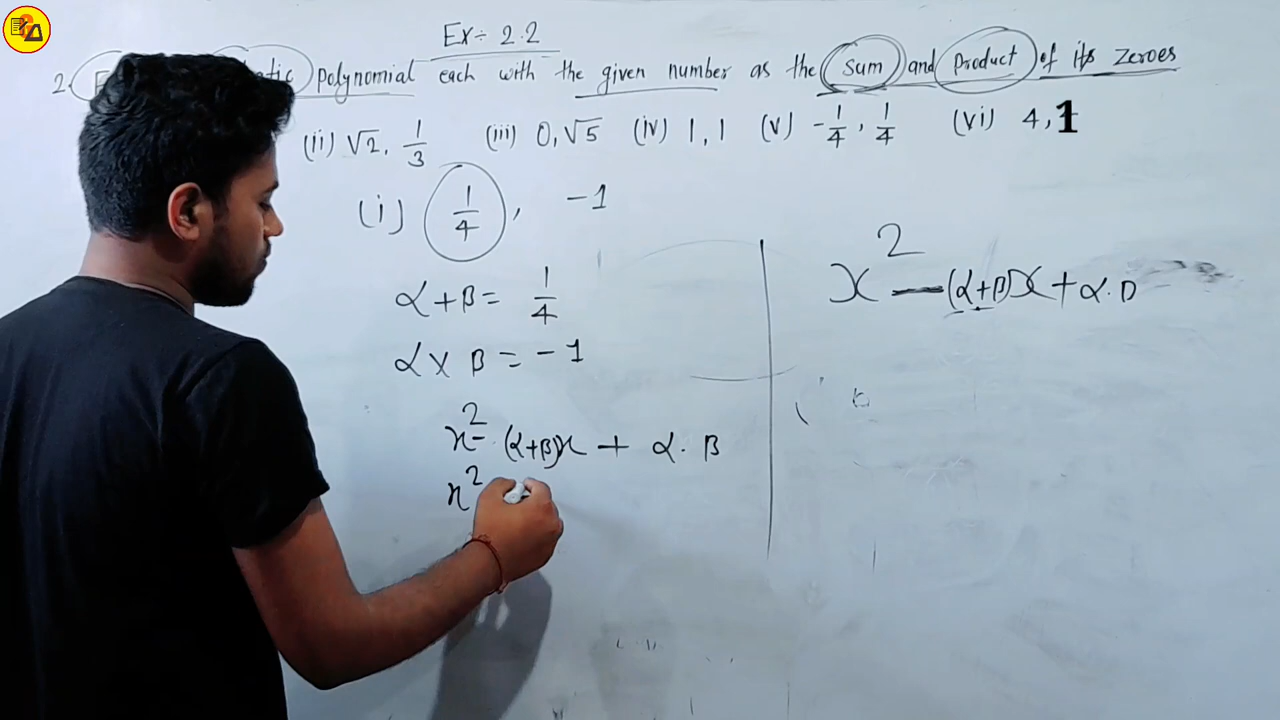 Ex÷ 2.2
2. polynomial each with the given number as the sum and product of its zeroes
(ii) √2, 1/3 (iii) 0, √5 (iv) 1, 1 (v) -1/4, 1/4 (vi) 4, 1
(i) 1/4, -1
x² - (α+β)x + α.β
α + β = 1/4
α × β = -1
x² - (α+β)x + α.β
x²